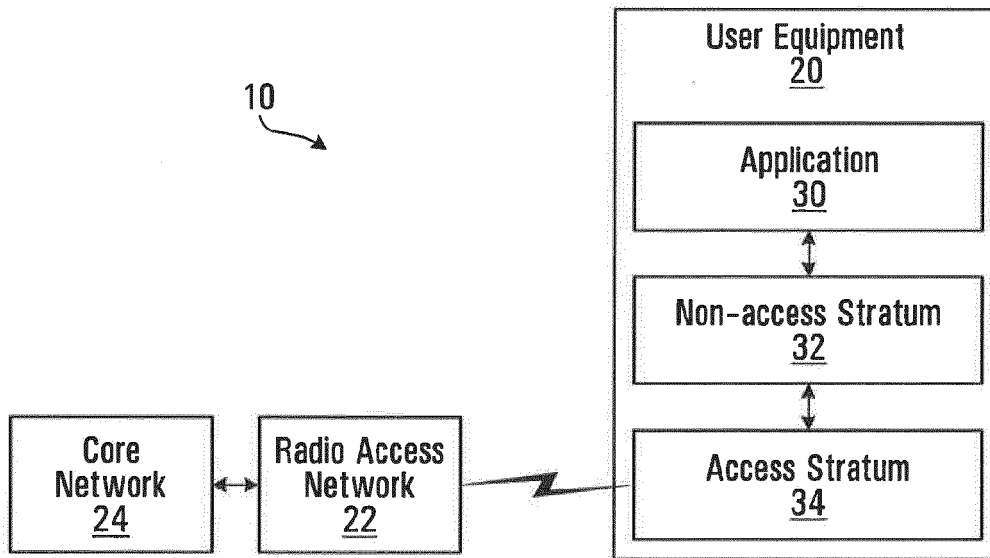 User Equipment
20
10
Application
30
Non-access Stratum
32
Core
Network
24
Radio Access
Network
22
Access Stratum
34